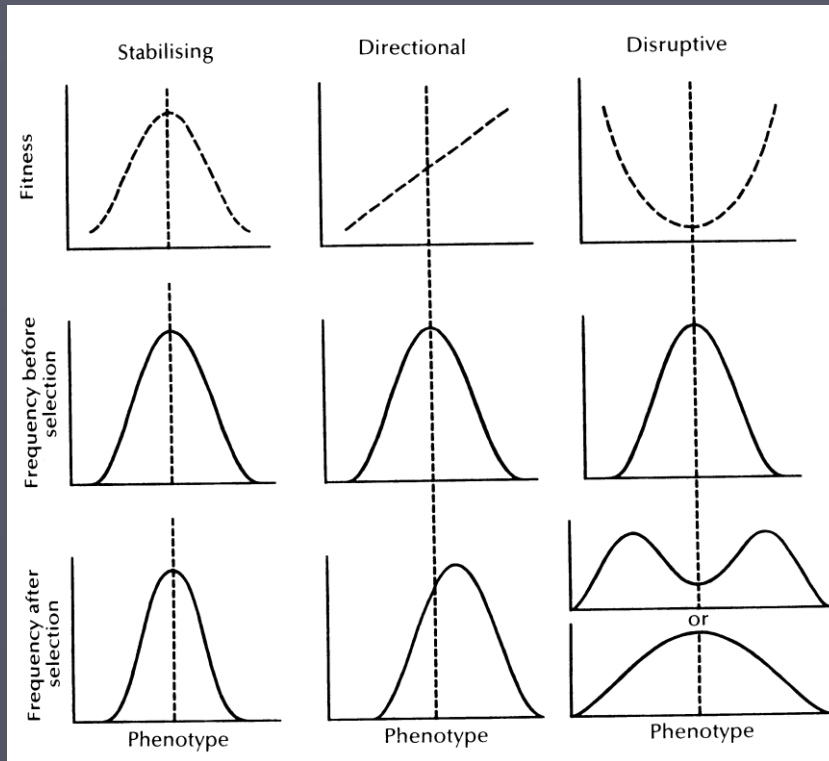 Stabilising
Directional
Disruptive
Fitness
Frequency before
selection
Frequency after
selection
or
Phenotype
Phenotype
Phenotype